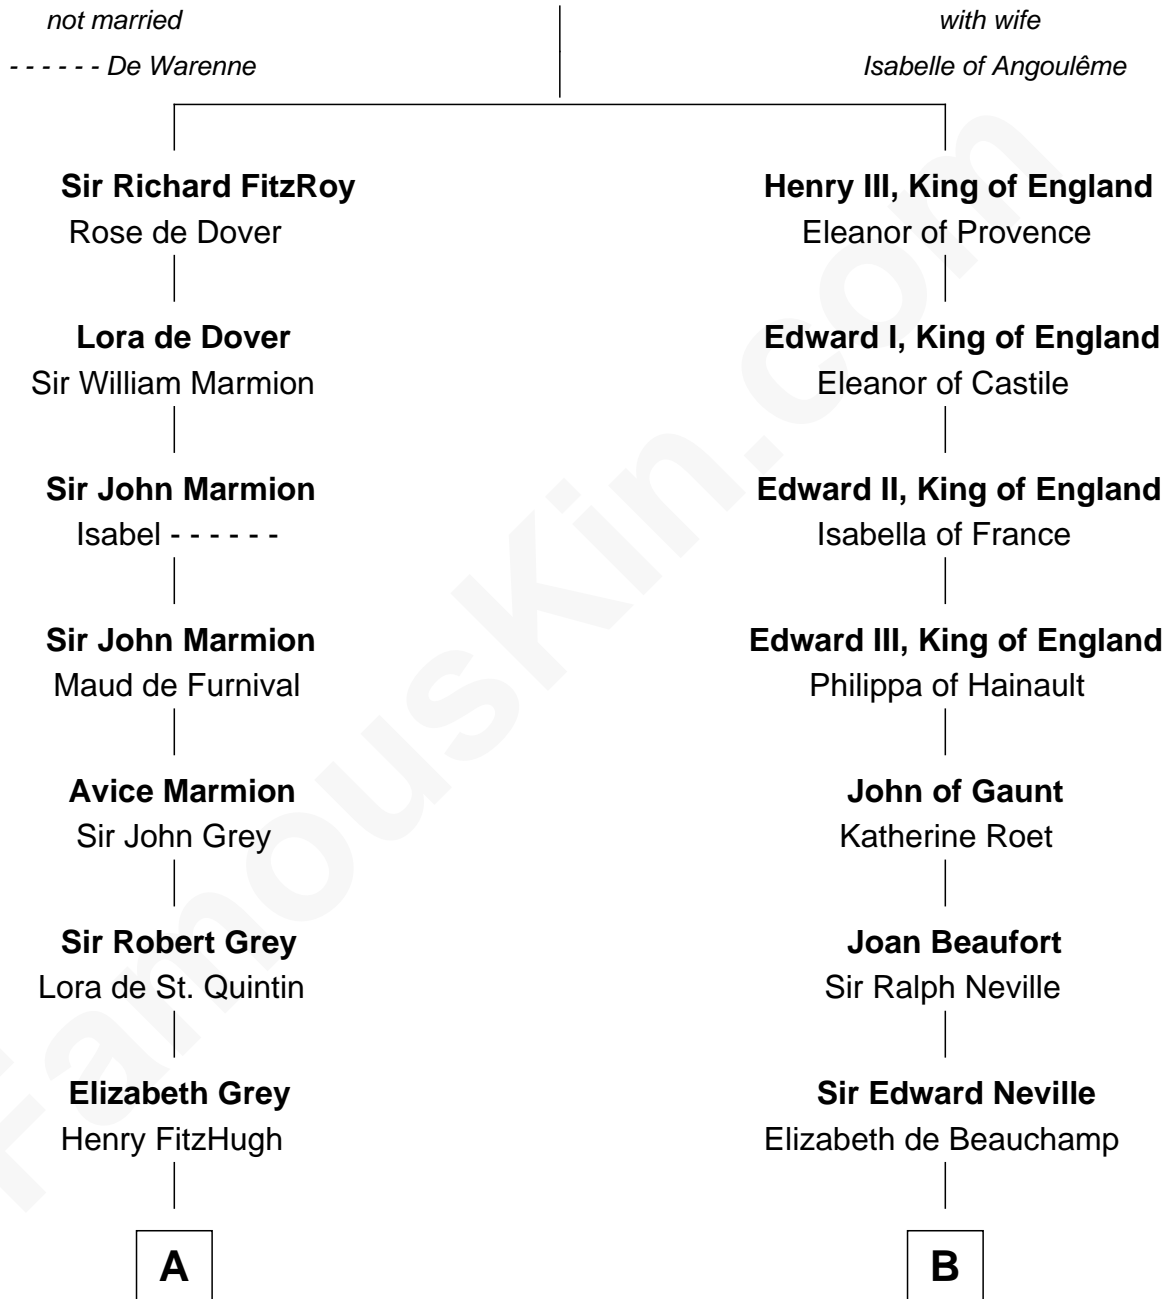 not married
with wife
- - - - - - De Warenne
Isabelle of Angoulême
Sir Richard FitzRoy
Rose de Dover
Henry III, King of England
Eleanor of Provence
Lora de Dover
Sir William Marmion
Edward I, King of England
Eleanor of Castile
Sir John Marmion
Isabel - - - - - -
Edward II, King of England
Isabella of France
Sir John Marmion
Maud de Furnival
Edward III, King of England
Philippa of Hainault
Avice Marmion
Sir John Grey
John of Gaunt
Katherine Roet
Sir Robert Grey
Lora de St. Quintin
Joan Beaufort
Sir Ralph Neville
Elizabeth Grey
Henry FitzHugh
Sir Edward Neville
Elizabeth de Beauchamp
A
B
FamousKin.com